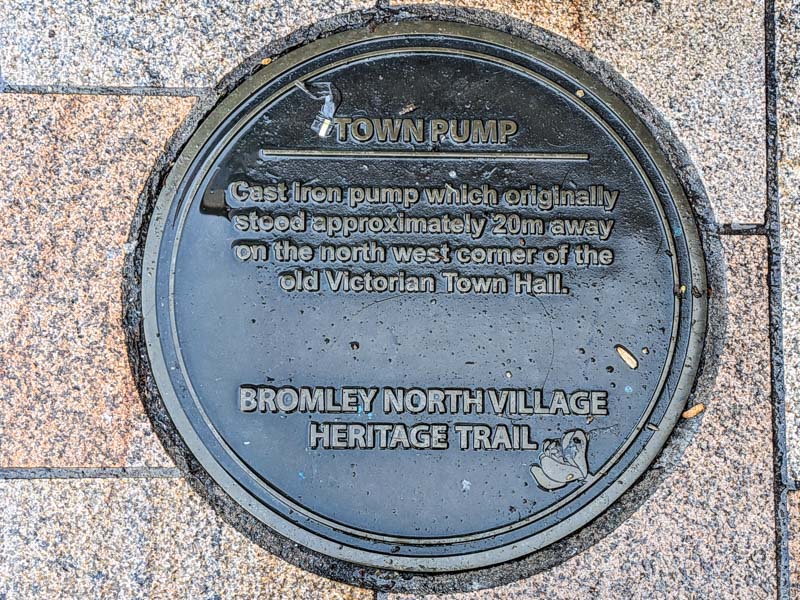 TOWN PUMP
Cast iron pump which originally
stood approximately 20m away
on the north west corner of the
old Victorian Town Hall.
BROMLEY NORTH VILLAGE
HERITAGE TRAIL